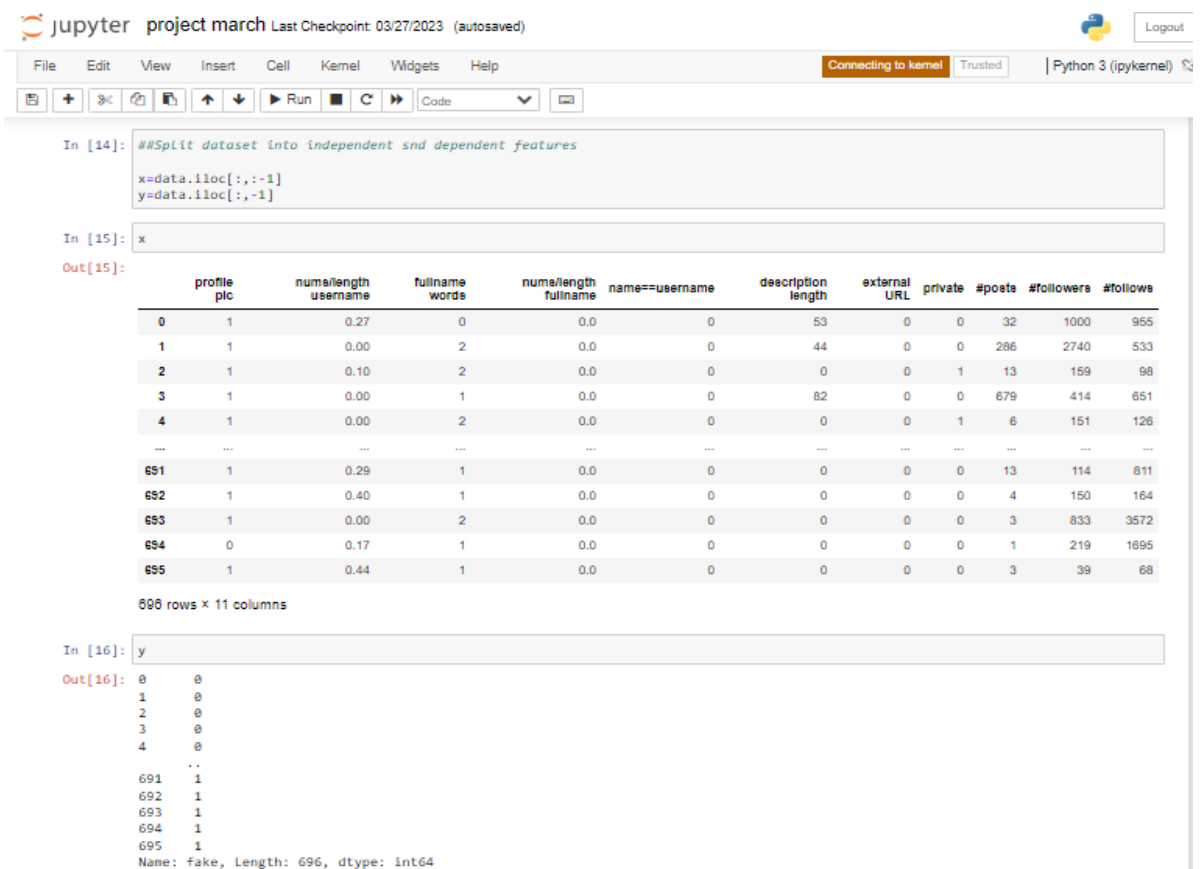 jupyter project march Last Checkpoint: 03/27/2023 (autosaved)
Logout
File Edit View Insert Cell Kernel Widgets Help
Connecting to kernel Trusted Python 3 (ipykernel)
Run Code
In [14]: ##Split dataset into independent snd dependent features
x=data.iloc[:,:-1]
y=data.iloc[:,-1]
In [15]: x
Out[15]:
profile pic nums/length username fullname words nums/length fullname name==username description length external URL private #posts #followers #follows
0 1 0.27 0 0.0 0 53 0 0 32 1000 955
1 1 0.00 2 0.0 0 44 0 0 286 2740 533
2 1 0.10 2 0.0 0 0 0 1 13 159 98
3 1 0.00 1 0.0 0 82 0 0 679 414 651
4 1 0.00 2 0.0 0 0 0 1 6 151 126
... ... ... ... ... ... ... ... ... ... ... ...
691 1 0.29 1 0.0 0 0 0 0 13 114 811
692 1 0.40 1 0.0 0 0 0 0 4 150 164
693 1 0.00 2 0.0 0 0 0 0 3 833 3572
694 0 0.17 1 0.0 0 0 0 0 1 219 1695
695 1 0.44 1 0.0 0 0 0 0 3 39 68
696 rows × 11 columns
In [16]: y
Out[16]: 0 0
1 0
2 0
3 0
4 0
..
691 1
692 1
693 1
694 1
695 1
Name: fake, Length: 696, dtype: int64